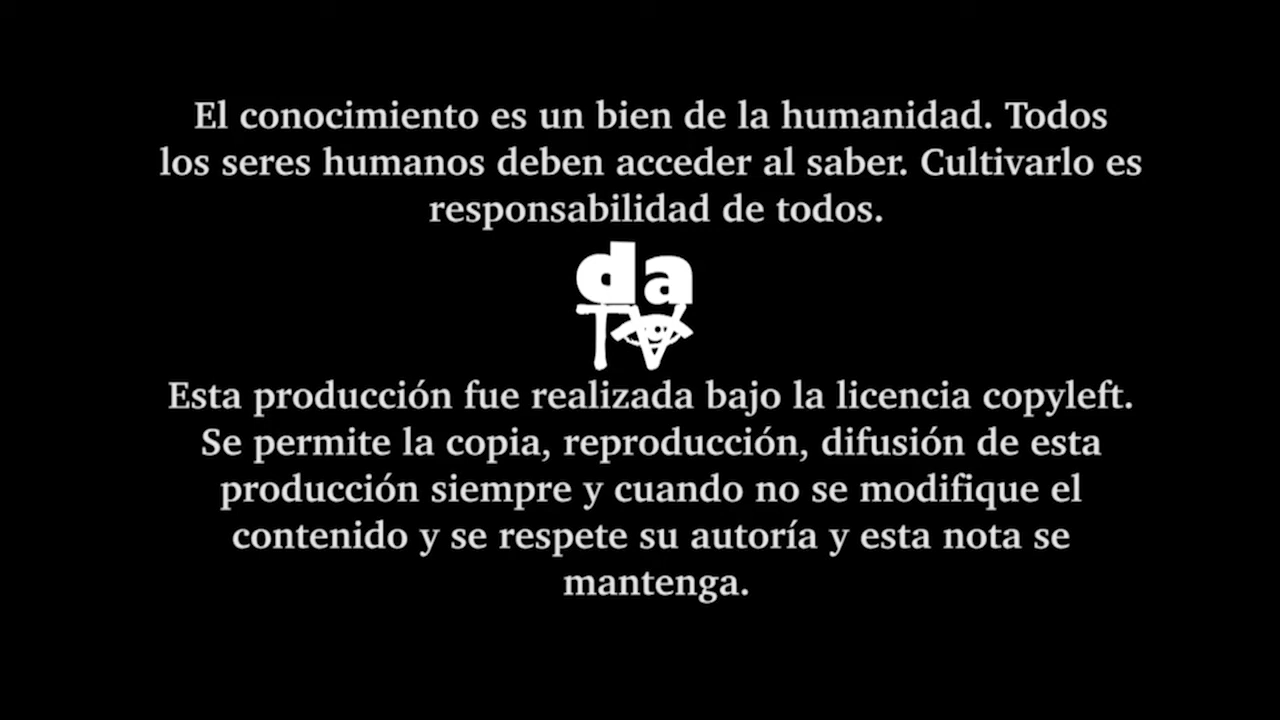 El conocimiento es un bien de la humanidad. Todos
los seres humanos deben acceder al saber. Cultivarlo es
responsabilidad de todos.
da
TV
Esta producción fue realizada bajo la licencia copyleft.
Se permite la copia, reproducción, difusión de esta
producción siempre y cuando no se modifique el
contenido y se respete su autoría y esta nota se
mantenga.